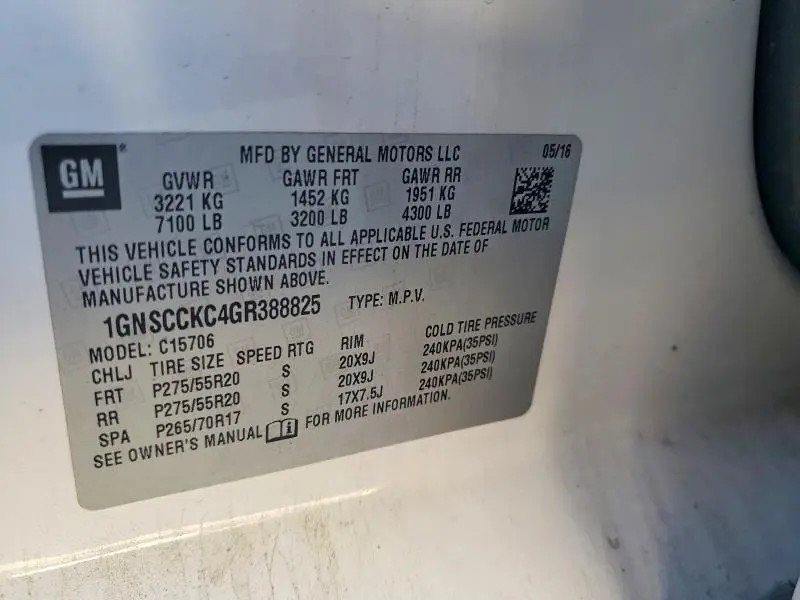 GM
MFD BY GENERAL MOTORS LLC 05/16
GVWR GAWR FRT GAWR RR
3221 KG 1452 KG 1951 KG
7100 LB 3200 LB 4300 LB
THIS VEHICLE CONFORMS TO ALL APPLICABLE U.S. FEDERAL MOTOR
VEHICLE SAFETY STANDARDS IN EFFECT ON THE DATE OF
MANUFACTURE SHOWN ABOVE.
1GNSCCKC4GR388825 TYPE: M.P.V.
MODEL: C15706
CHLJ TIRE SIZE SPEED RTG RIM COLD TIRE PRESSURE
FRT P275/55R20 S 20X9J 240KPA(35PSI)
RR P275/55R20 S 20X9J 240KPA(35PSI)
SPA P265/70R17 S 17X7.5J 240KPA(35PSI)
SEE OWNER'S MANUAL FOR MORE INFORMATION.